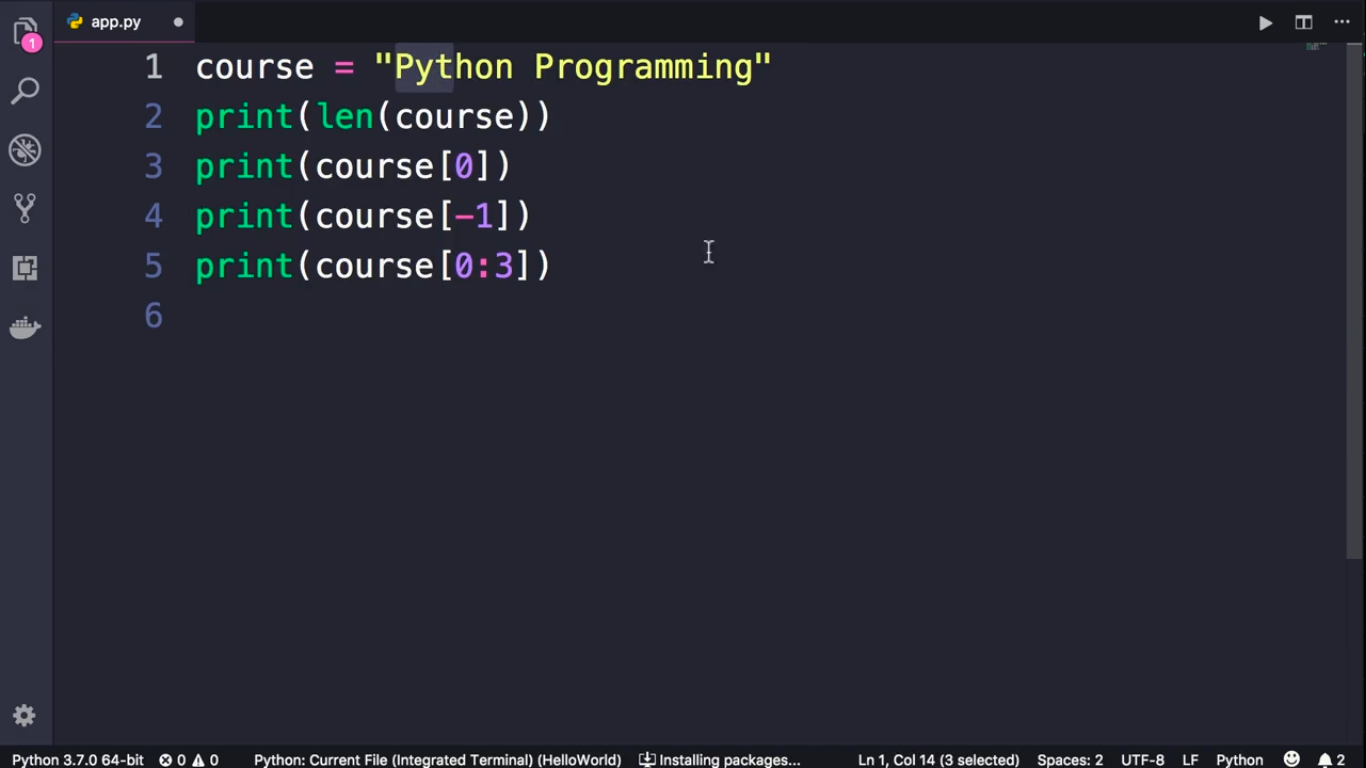 app.py
1
1 course = "Python Programming"
2 print(len(course))
3 print(course[0])
4 print(course[-1])
5 print(course[0:3])
6
Python 3.7.0 64-bit 0 0 Python: Current File (Integrated Terminal) (HelloWorld) Installing packages... Ln 1, Col 14 (3 selected) Spaces: 2 UTF-8 LF Python 2